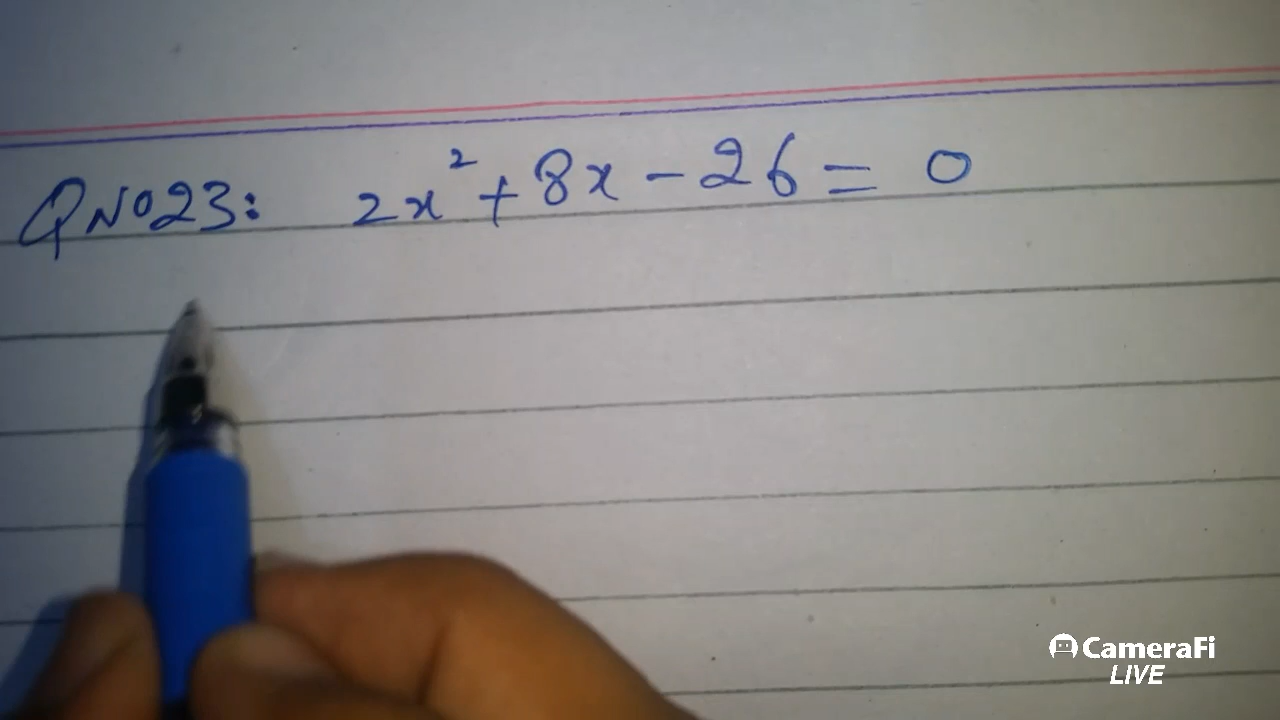 QNO23: 2x² + 8x - 26 = 0
CameraFi
LIVE